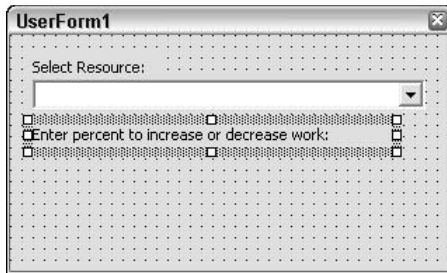 UserForm1
Select Resource:
Enter percent to increase or decrease work: